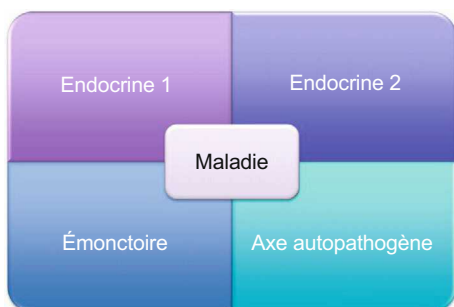 Endocrine 1
Endocrine 2
Maladie
Émonctoire
Axe autopathogène